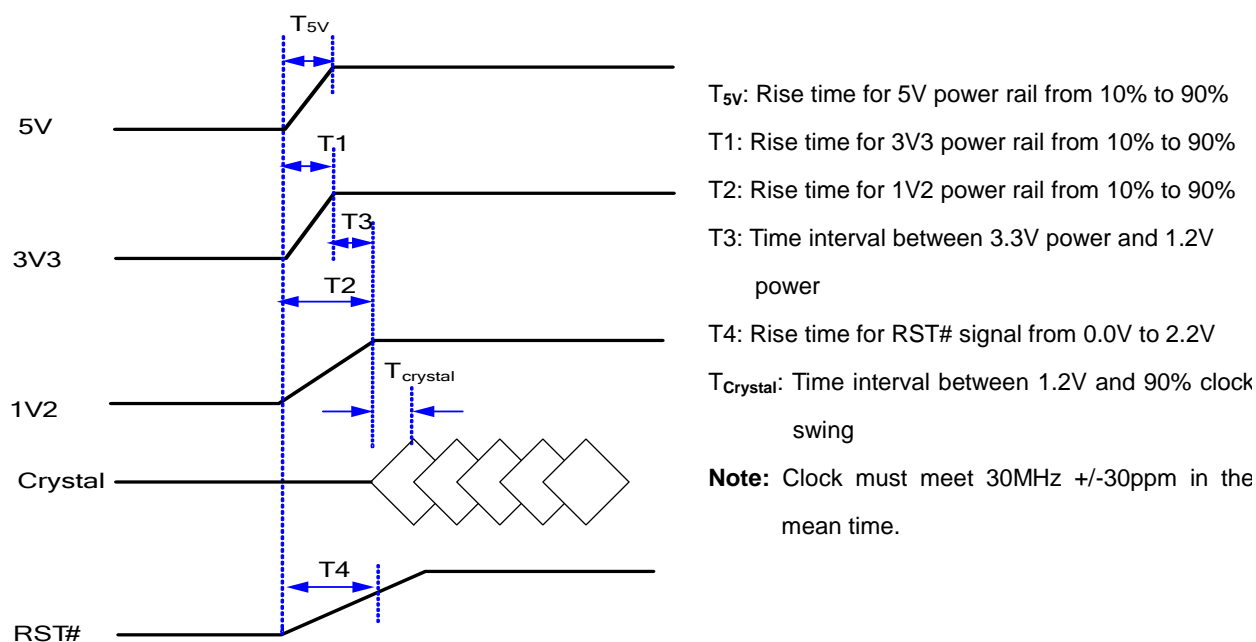 T5V
5V
T1
T3
3V3
T2
Tcrystal
1V2
Crystal
T4
RST#
T5V: Rise time for 5V power rail from 10% to 90%
T1: Rise time for 3V3 power rail from 10% to 90%
T2: Rise time for 1V2 power rail from 10% to 90%
T3: Time interval between 3.3V power and 1.2V
power
T4: Rise time for RST# signal from 0.0V to 2.2V
TCrystal: Time interval between 1.2V and 90% clock
swing
Note: Clock must meet 30MHz +/-30ppm in the
mean time.